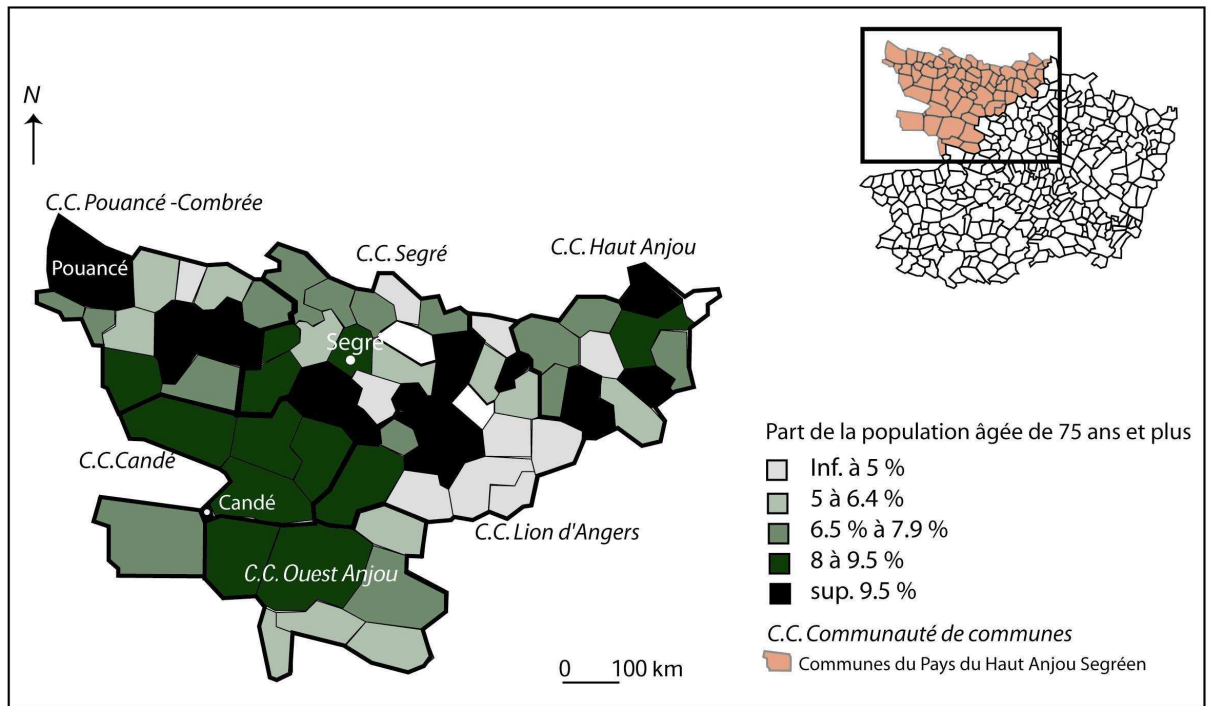 N
C.C. Pouancé -Combrée
C.C. Segré
C.C. Haut Anjou
Pouancé
Segré
C.C.Candé
Candé
C.C. Lion d'Angers
C.C. Ouest Anjou
0 100 km
Part de la population âgée de 75 ans et plus
Inf. à 5 %
5 à 6.4 %
6.5 % à 7.9 %
8 à 9.5 %
sup. 9.5 %
C.C. Communauté de communes
Communes du Pays du Haut Anjou Segréen